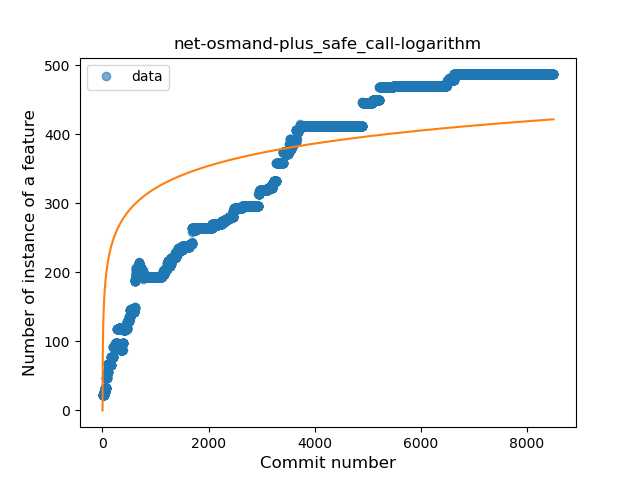 net-osmand-plus_safe_call-logarithm
data
Number of instance of a feature
500
400
300
200
100
0
0 2000 4000 6000 8000
Commit number